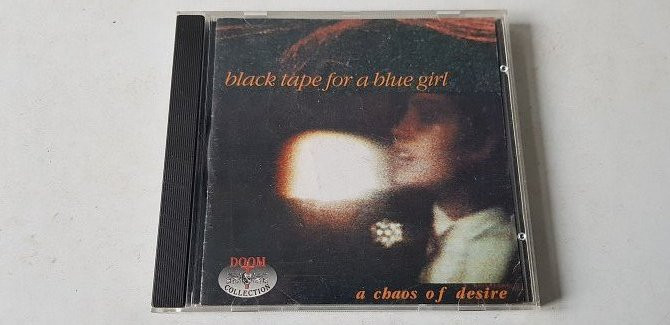 black tape for a blue girl
DOOM
COLLECTION
a chaos of desire